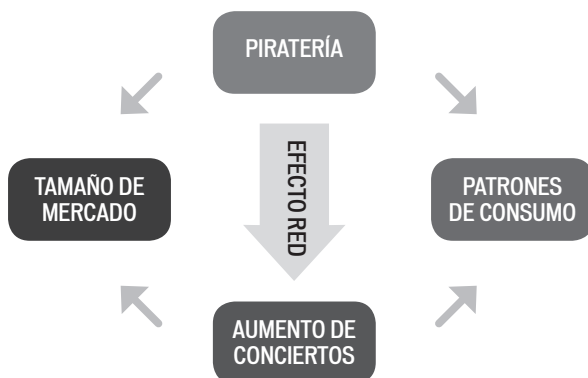 PIRATERÍA
EFECTO RED
TAMAÑO DE
MERCADO
PATRONES
DE CONSUMO
AUMENTO DE
CONCIERTOS